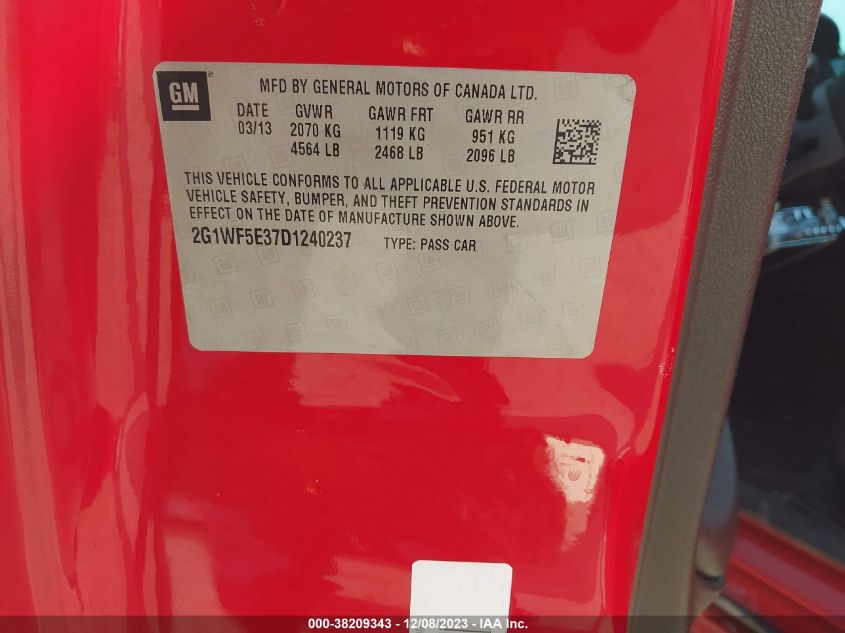 GM ® MFD BY GENERAL MOTORS OF CANADA LTD.
DATE GVWR GAWR FRT GAWR RR
03/13 2070 KG 1119 KG 951 KG
4564 LB 2468 LB 2096 LB
THIS VEHICLE CONFORMS TO ALL APPLICABLE U.S. FEDERAL MOTOR
VEHICLE SAFETY, BUMPER, AND THEFT PREVENTION STANDARDS IN
EFFECT ON THE DATE OF MANUFACTURE SHOWN ABOVE.
2G1WF5E37D1240237 TYPE: PASS CAR
000-38209343 - 12/08/2023 - IAA Inc.